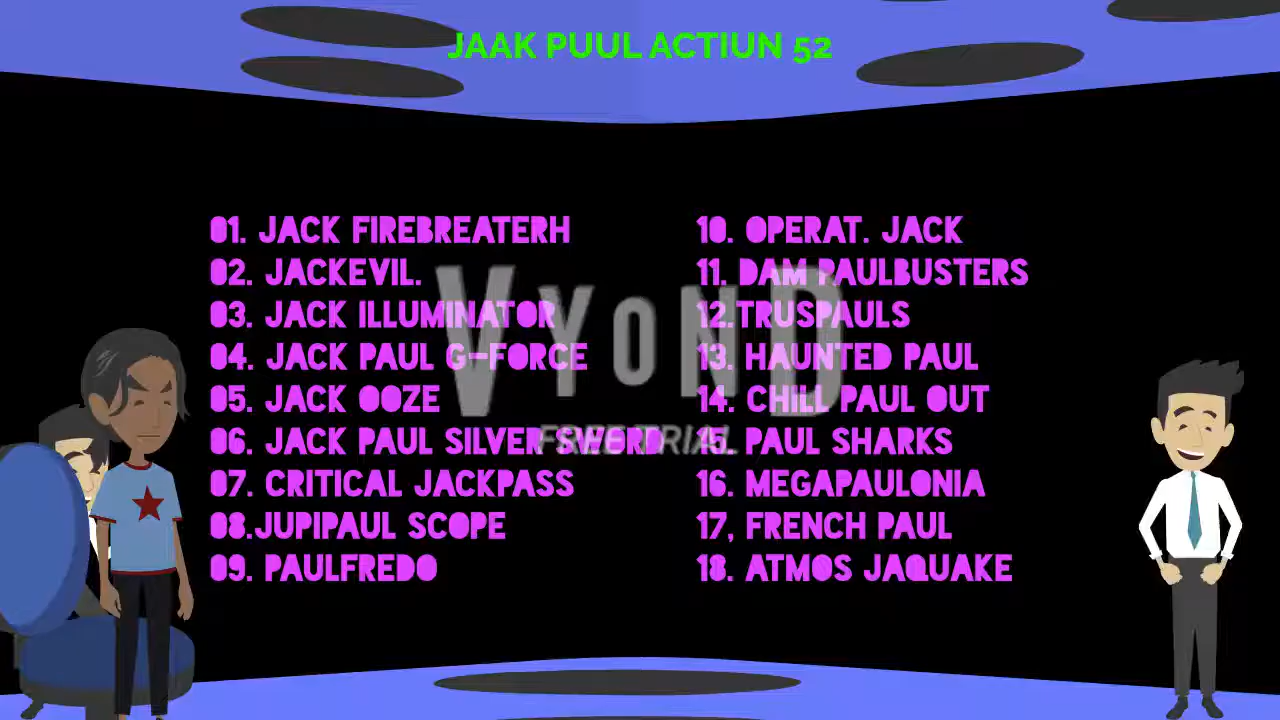 JAAK PUUL ACTIUN 52
01. JACK FIREBREATERH
02. JACKEVIL.
03. JACK ILLUMINATOR
04. JACK PAUL G-FORCE
05. JACK OOZE
06. JACK PAUL SILVER SWORD
07. CRITICAL JACKPASS
08.JUPIPAUL SCOPE
09. PAULFREDO
10. OPERAT. JACK
11. DAM PAULBUSTERS
12.TRUSPAULS
13. HAUNTED PAUL
14. CHILL PAUL OUT
15. PAUL SHARKS
16. MEGAPAULONIA
17, FRENCH PAUL
18. ATMOS JAQUAKE
VYOND
FREE TRIAL